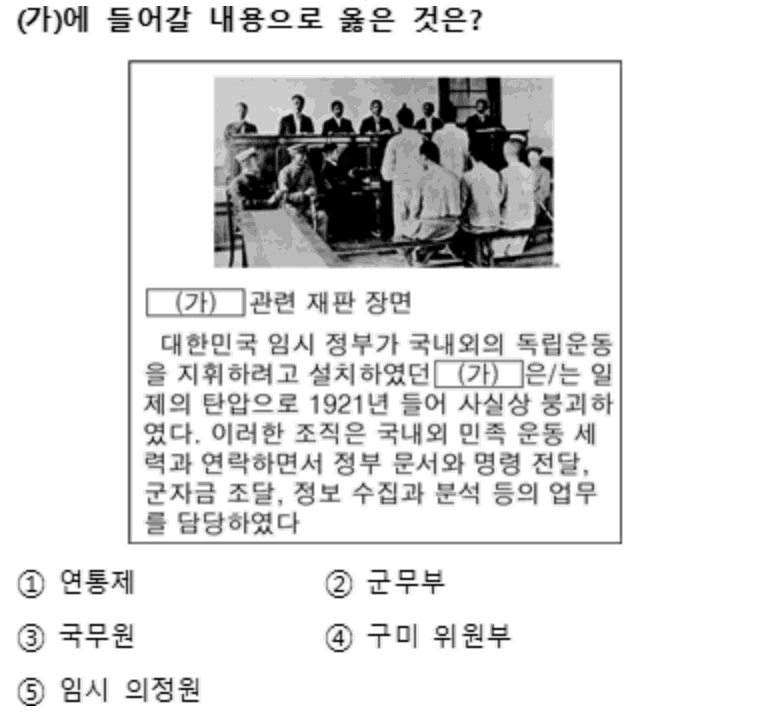 (가)에 들어갈 내용으로 옳은 것은?
(가) 관련 재판 장면
대한민국 임시 정부가 국내외의 독립운동
을 지휘하려고 설치하였던 (가) 은/는 일
제의 탄압으로 1921년 들어 사실상 붕괴하
였다. 이러한 조직은 국내외 민족 운동 세
력과 연락하면서 정부 문서와 명령 전달,
군자금 조달, 정보 수집과 분석 등의 업무
를 담당하였다
① 연통제 ② 군무부
③ 국무원 ④ 구미 위원부
⑤ 임시 의정원